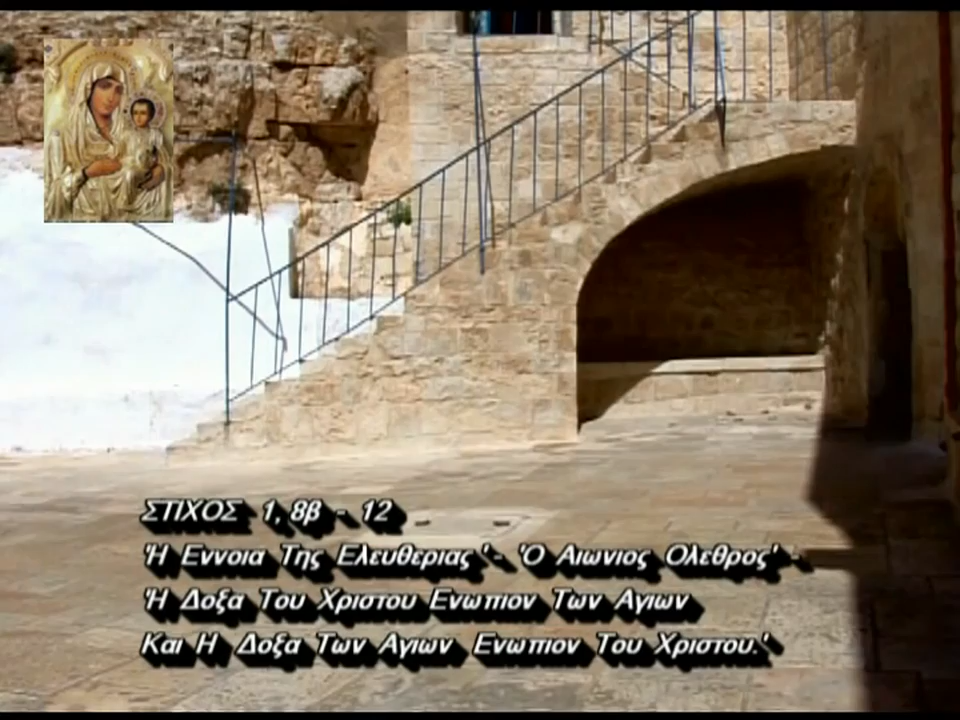 ΣΤΙΧΟΣ 1, 8β - 12
'Η Εννοια Της Ελευθεριας '- 'Ο Αιωνιος Ολεθρος' -
'Η Δοξα Του Χριστου Ενωπιον Των Αγιων
Και Η Δοξα Των Αγιων Ενωπιον Του Χριστου.'